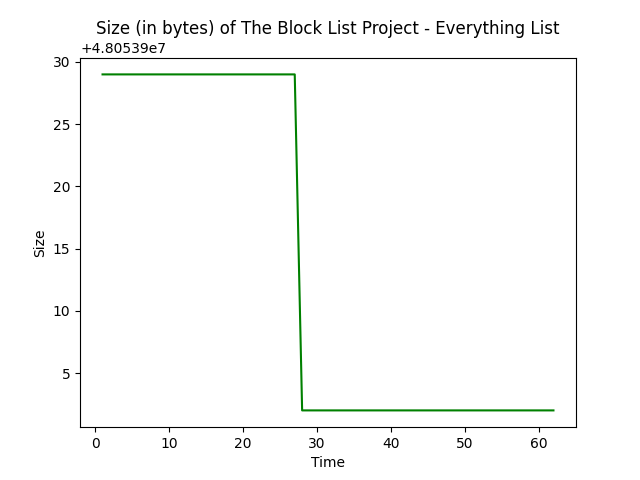 Size (in bytes) of The Block List Project - Everything List
+4.80539e7
30
25
20
15
10
5
Size
0 10 20 30 40 50 60
Time